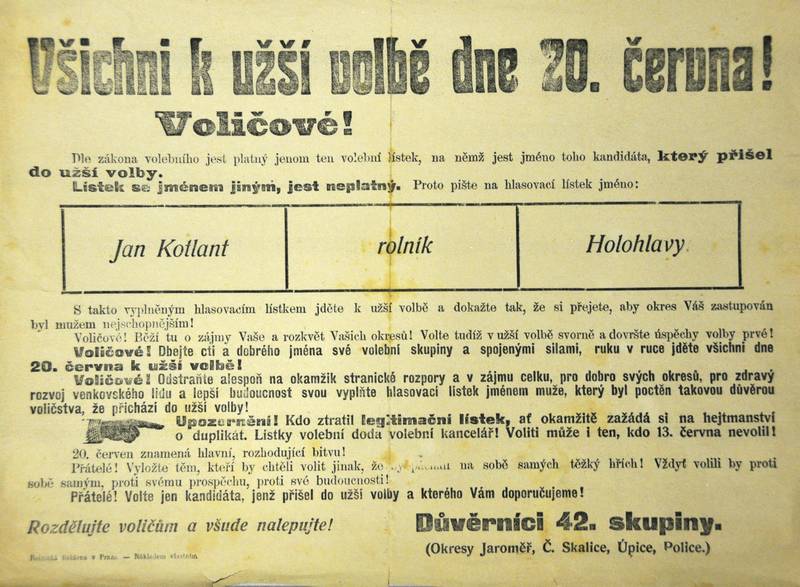 Všichni k užší volbě dne 20. června!
Voličové!
Dle zákona volebního jest platný jenom ten volební lístek, na němž jest jméno toho kandidáta, který přišel
do užší volby.
Lístek se jménem jiným, jest neplatný. Proto pište na hlasovací lístek jméno:
Jan Kotlant rolník Holohlavy
S takto vyplněným hlasovacím lístkem jděte k užší volbě a dokažte tak, že si přejete, aby okres Váš zastupován
byl mužem nejschopnějším!
Voličové! Běží tu o zájmy Vaše a rozkvět Vašich okresů! Volte tudíž v užší volbě svorně a dovršte úspěchy volby prvé!
Voličové! Dbejte cti a dobrého jména své volební skupiny a spojenými silami, ruku v ruce jděte všichni dne
20. června k užší volbě!
Voličové! Odstraňte alespoň na okamžik stranické rozpory a v zájmu celku, pro dobro svých okresů, pro zdravý
rozvoj venkovského lidu a lepší budoucnost svou vyplňte hlasovací lístek jménem muže, který byl poctěn takovou důvěrou
voličstva, že přichází do užší volby!
Upozornění! Kdo ztratil legitimační lístek, ať okamžitě zažádá si na hejtmanství
o duplikát. Lístky volební dodá volební kancelář! Voliti může i ten, kdo 13. června nevolil!
20. červen znamená hlavní, rozhodující bitvu!
Přátelé! Vyložte těm, kteří by chtěli volit jinak, že na sobě samých těžký hřích! Vždyť volili by proti
sobě samým, proti svému prospěchu, proti své budoucnosti!
Přátelé! Volte jen kandidáta, jenž přišel do užší volby a kterého Vám doporučujeme!
Rozdělujte voličům a všude nalepujte!
Důvěrníci 42. skupiny.
(Okresy Jaroměř, Č. Skalice, Úpice, Police.)
v Praze. — Nákladem vlastním.